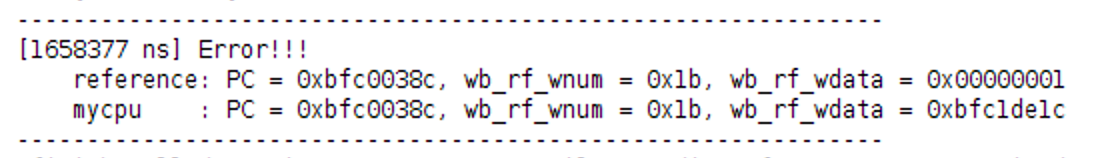 --------------------------------------------------------------
[1658377 ns] Error!!!
    reference: PC = 0xbfc0038c, wb_rf_wnum = 0x1b, wb_rf_wdata = 0x00000001
    mycpu    : PC = 0xbfc0038c, wb_rf_wnum = 0x1b, wb_rf_wdata = 0xbfc1de1c
--------------------------------------------------------------